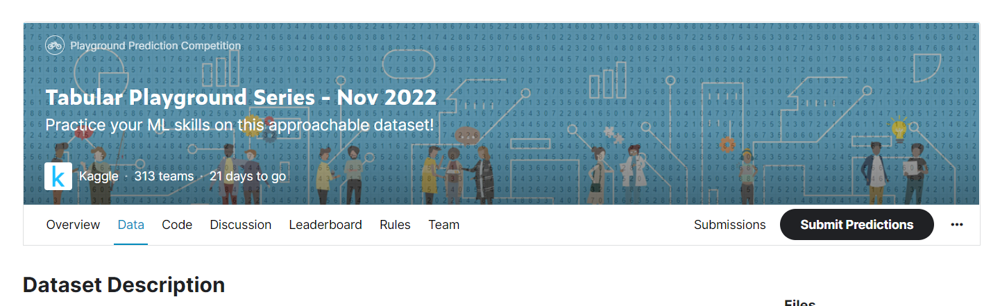 Playground Prediction Competition
Tabular Playground Series - Nov 2022
Practice your ML skills on this approachable dataset!
k Kaggle · 313 teams · 21 days to go
Overview Data Code Discussion Leaderboard Rules Team Submissions Submit Predictions
Dataset Description
Files